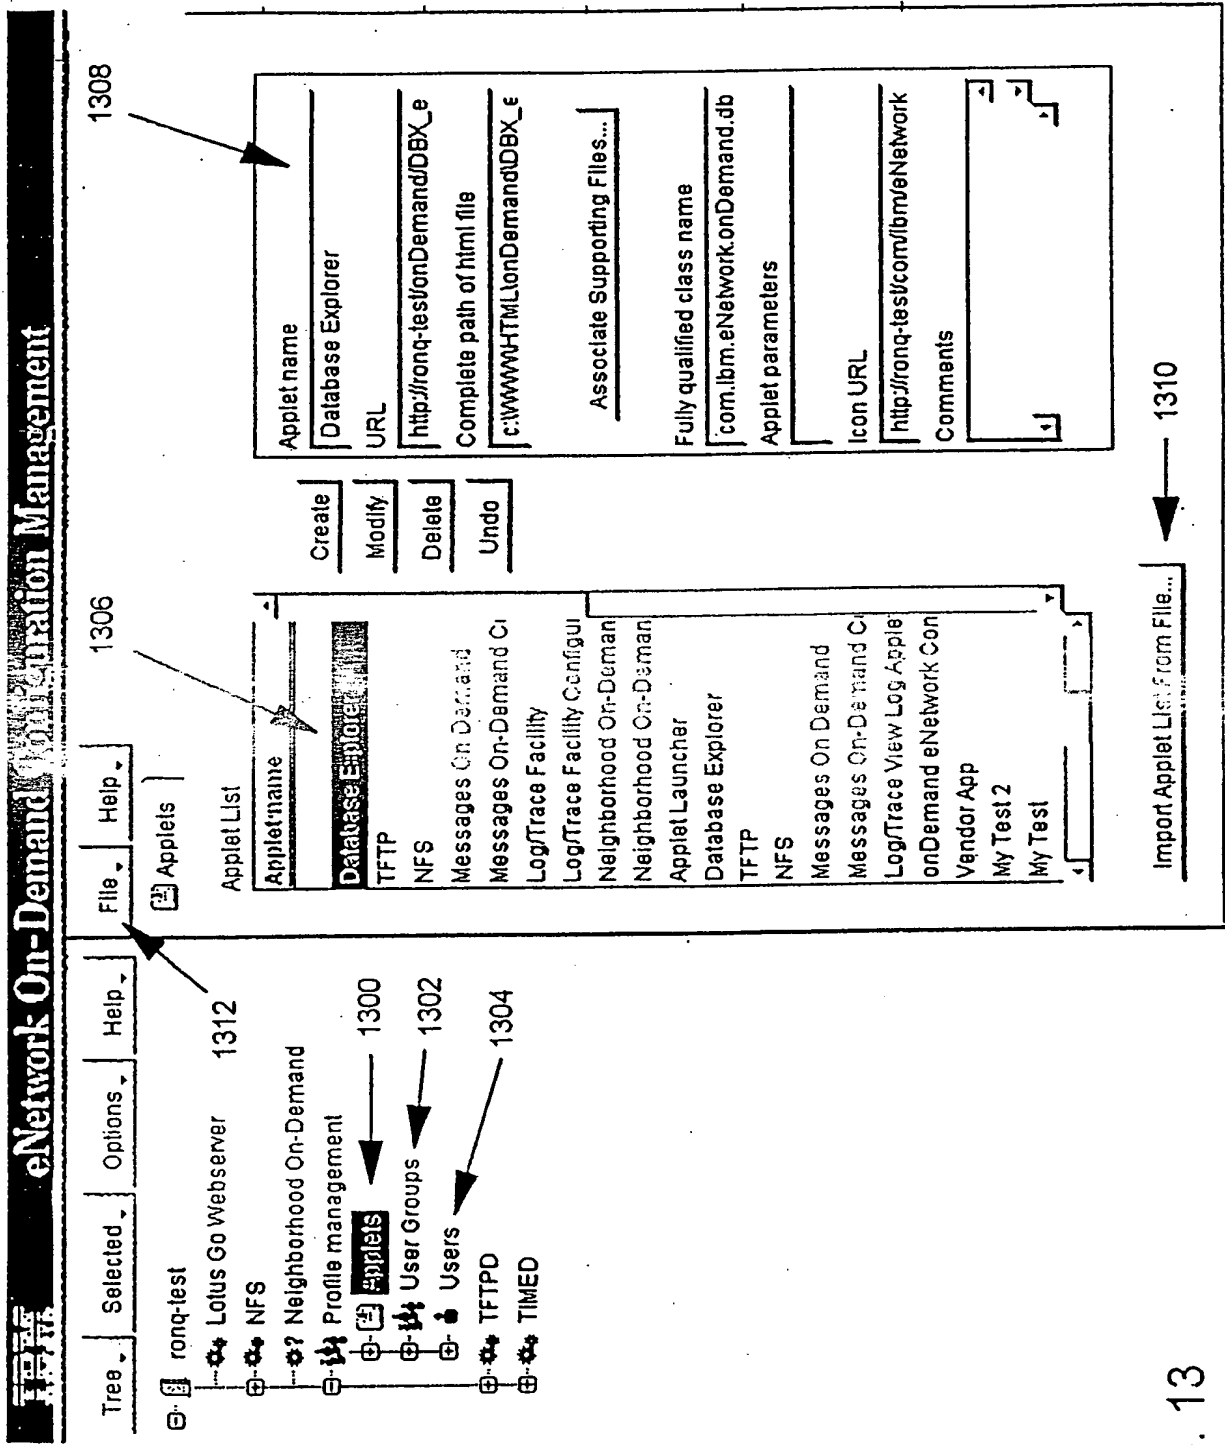 IBM
eNetwork On-Demand Configuration Management
Tree
Selected
Options
Help
File
Help
ronq-test
Lotus Go Webserver
NFS
? Neighborhood On-Demand
Profile management
Applets
User Groups
Users
TFTPD
TIMED
1312
1300
1302
1304
Applets
Applet List
Applet name
Database Explorer
TFTP
NFS
Messages On Demand
Messages On-Demand
Log/Trace Facility
Log/Trace Facility Configu
Neighborhood On-Deman
Neighborhood On-Deman
Applet Launcher
Database Explorer
TFTP
NFS
Messages On Demand
Messages On-Demand
Log/Trace View Log Apple
onDemand eNetwork Con
Vendor App
My Test 2
My Test
1306
Create
Modify
Delete
Undo
1308
Applet name
Database Explorer
URL
http://ronq-test/onDemand/DBX_e
Complete path of html file
c:\WWW\HTML\onDemand\DBX_e
Associate Supporting Files...
Fully qualified class name
com.ibm.eNetwork.onDemand.db
Applet parameters
Icon URL
http://ronq-test/com/ibm/eNetwork
Comments
Import Applet List From File...
1310
. 13